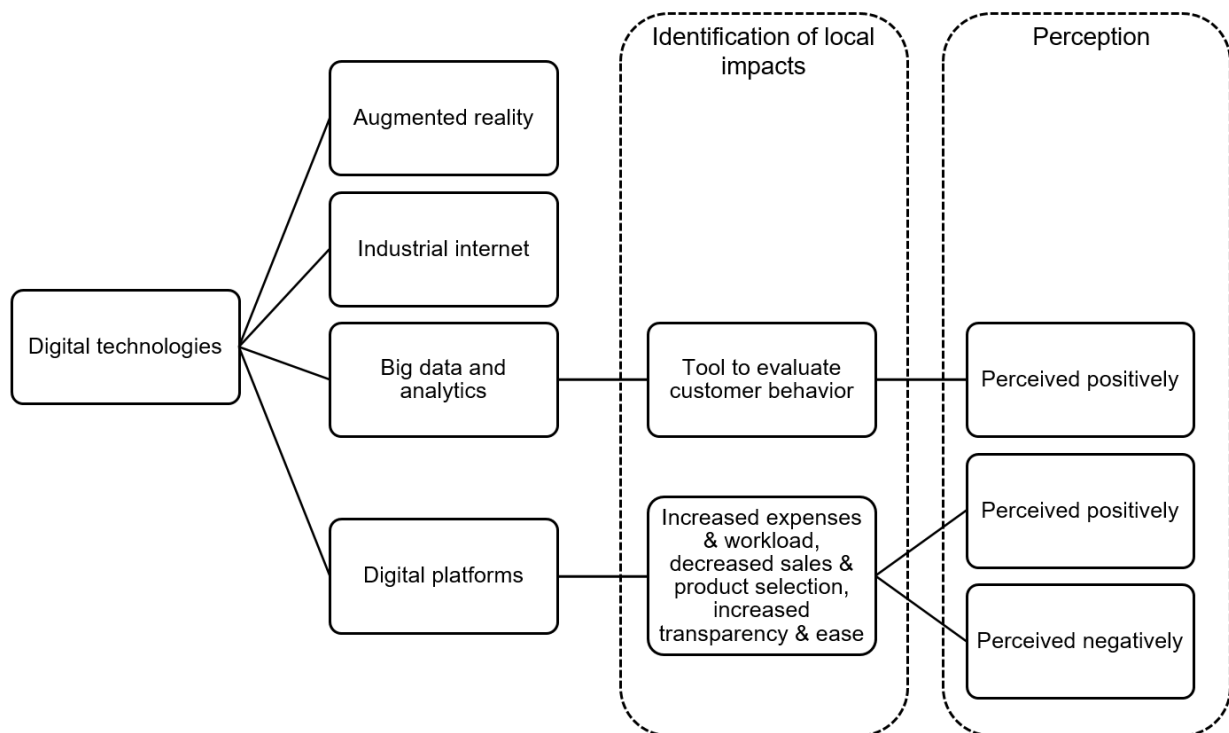 Identification of local
impacts
Perception
Augmented reality
Industrial internet
Digital technologies
Big data and
analytics
Tool to evaluate
customer behavior
Perceived positively
Perceived positively
Digital platforms
Increased expenses
& workload,
decreased sales &
product selection,
increased
transparency & ease
Perceived negatively